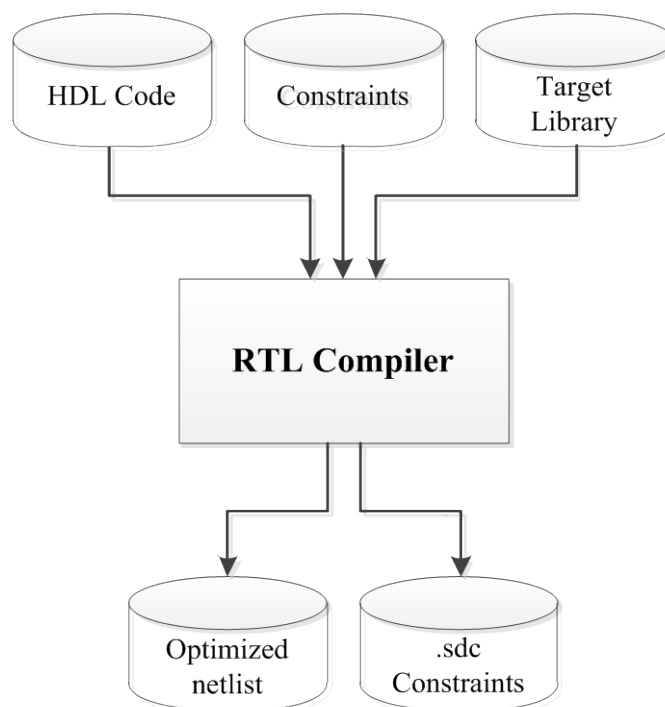 HDL Code
Constraints
Target
Library
RTL Compiler
Optimized
netlist
.sdc
Constraints